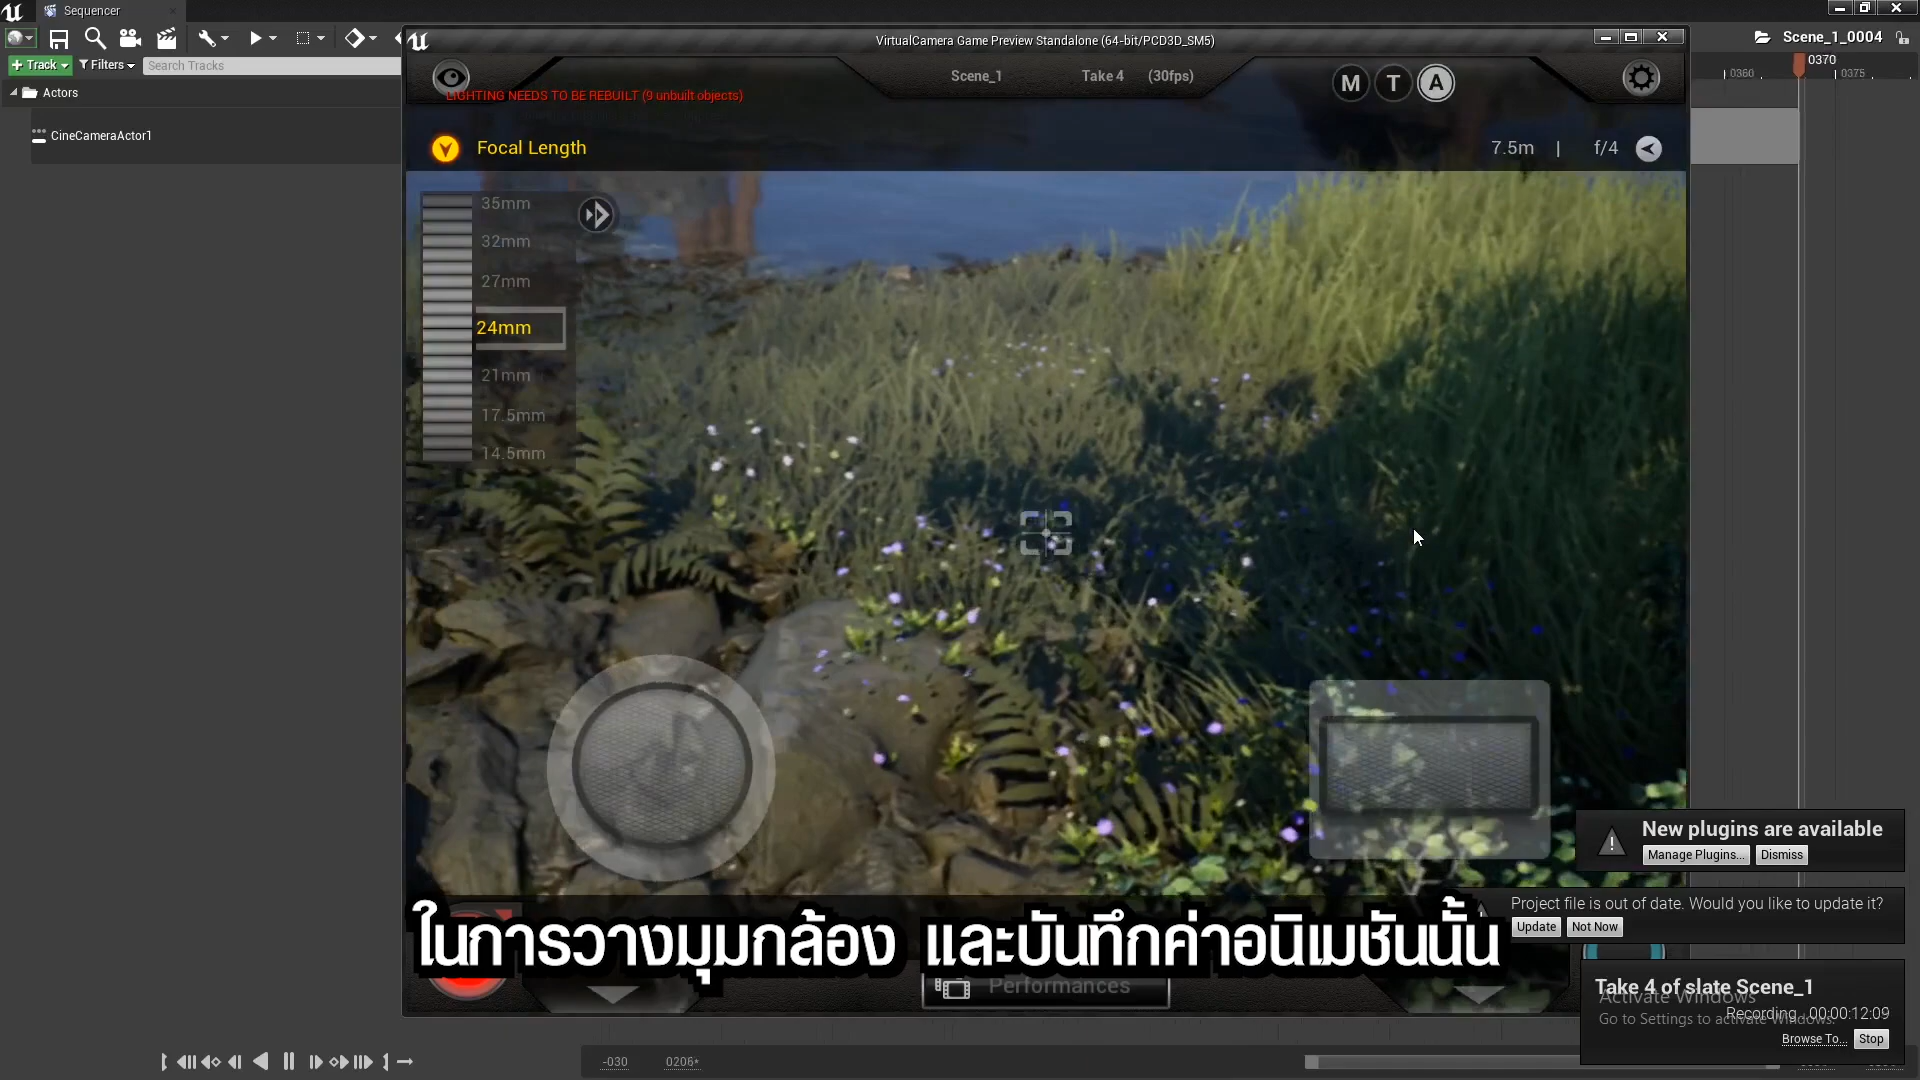 Sequencer
VirtualCamera Game Preview Standalone (64-bit/PCD3D_SM5)
Scene_1_0004
Track
Filters
Search Tracks
Actors
CineCameraActor1
Scene_1
Take 4
(30fps)
M
T
A
LIGHTING NEEDS TO BE REBUILT (9 unbuilt objects)
0360
0370
0375
Focal Length
7.5m | f/4
35mm
32mm
27mm
24mm
21mm
17.5mm
14.5mm
New plugins are available
Manage Plugins...
Dismiss
Project file is out of date. Would you like to update it?
Update
Not Now
ในการวางมุมกล้อง และบันทึกค่าอนิเมชันนั้น
Performances
Take 4 of slate Scene_1
Activate Windows
Recording 00:00:12:09
Go to Settings to activate Windows.
Browse To...
Stop
-030
0206*